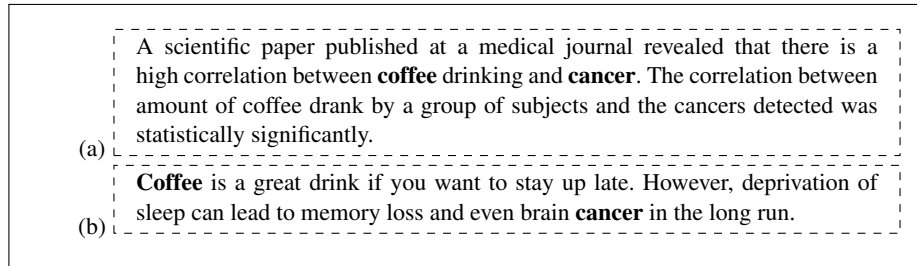 A scientific paper published at a medical journal revealed that there is a
high correlation between coffee drinking and cancer. The correlation between
amount of coffee drank by a group of subjects and the cancers detected was
statistically significantly.
(a)
Coffee is a great drink if you want to stay up late. However, deprivation of
sleep can lead to memory loss and even brain cancer in the long run.
(b)